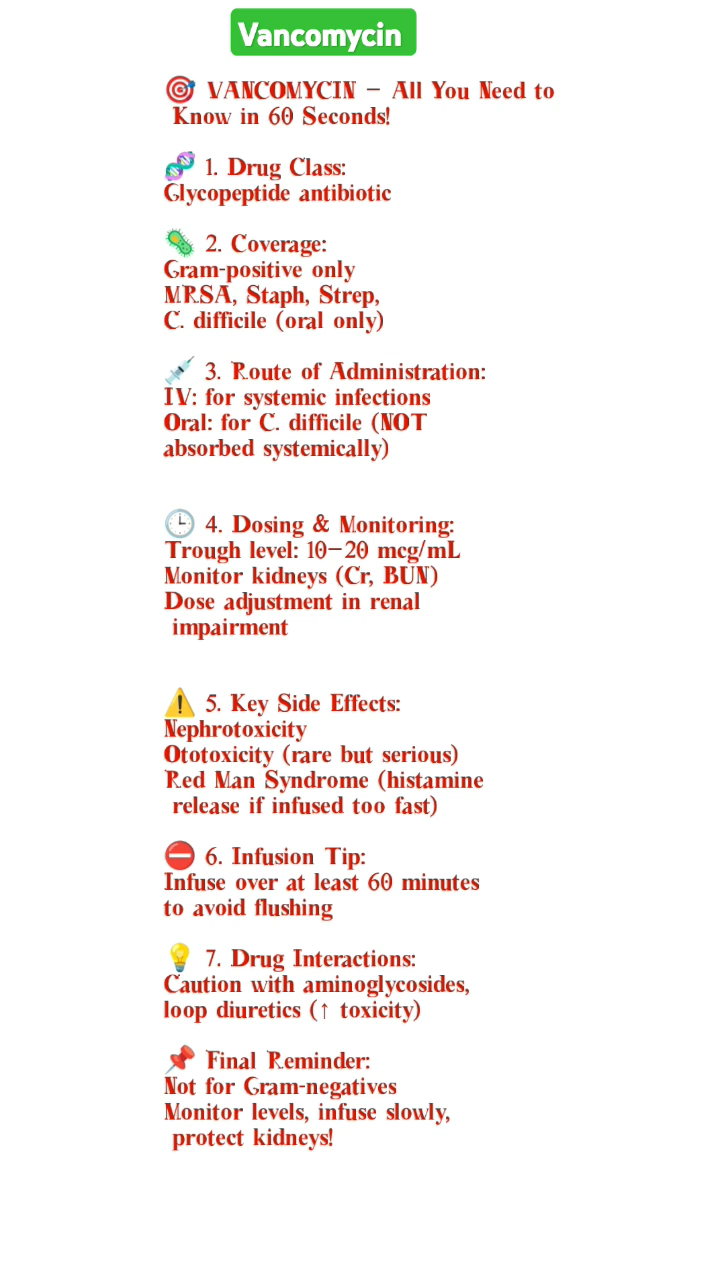 Vancomycin
🎯 VANCOMYCIN – All You Need to
Know in 60 Seconds!
🧬 1. Drug Class:
Glycopeptide antibiotic
🦠 2. Coverage:
Gram-positive only
MRSA, Staph, Strep,
C. difficile (oral only)
💉 3. Route of Administration:
IV: for systemic infections
Oral: for C. difficile (NOT
absorbed systemically)
🕒 4. Dosing & Monitoring:
Trough level: 10–20 mcg/mL
Monitor kidneys (Cr, BUN)
Dose adjustment in renal
impairment
⚠️ 5. Key Side Effects:
Nephrotoxicity
Ototoxicity (rare but serious)
Red Man Syndrome (histamine
release if infused too fast)
⛔ 6. Infusion Tip:
Infuse over at least 60 minutes
to avoid flushing
💡 7. Drug Interactions:
Caution with aminoglycosides,
loop diuretics (↑ toxicity)
📌 Final Reminder:
Not for Gram-negatives
Monitor levels, infuse slowly,
protect kidneys!